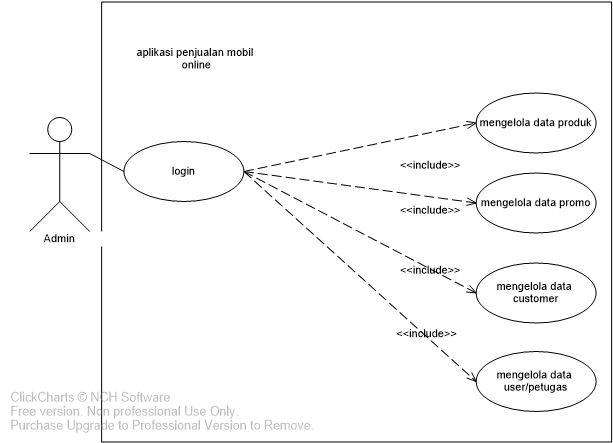 aplikasi penjualan mobil
online
mengelola data produk
<<include>>
login
mengelola data promo
<<include>>
Admin
<<include>>
mengelola data
customer
<<include>>
mengelola data
user/petugas
ClickCharts © NCH Software
Free version. Non professional Use Only.
Purchase Upgrade to Professional Version to Remove.